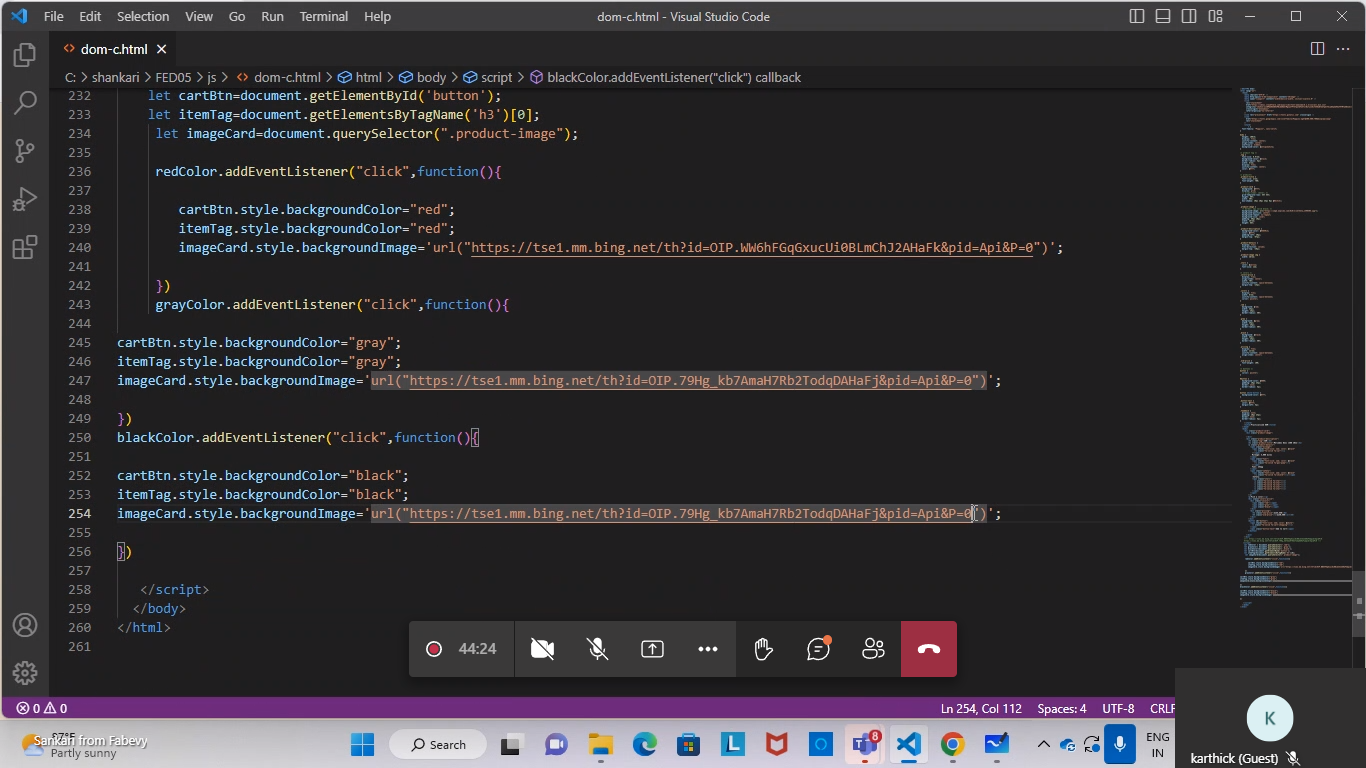 File Edit Selection View Go Run Terminal Help
dom-c.html - Visual Studio Code
dom-c.html
C: > shankari > FED05 > js > dom-c.html > html > body > script > blackColor.addEventListener("click") callback
232 let cartBtn=document.getElementById('button');
233 let itemTag=document.getElementsByTagName('h3')[0];
234 let imageCard=document.querySelector(".product-image");
235
236 redColor.addEventListener("click",function(){
237
238 cartBtn.style.backgroundColor="red";
239 itemTag.style.backgroundColor="red";
240 imageCard.style.backgroundImage='url("https://tse1.mm.bing.net/th?id=OIP.WW6hFGqGxucUi0BLmChJ2AHaFk&pid=Api&P=0")';
241
242 })
243 grayColor.addEventListener("click",function(){
244
245 cartBtn.style.backgroundColor="gray";
246 itemTag.style.backgroundColor="gray";
247 imageCard.style.backgroundImage='url("https://tse1.mm.bing.net/th?id=OIP.79Hg_kb7AmaH7Rb2TodqDAHaFj&pid=Api&P=0")';
248
249 })
250 blackColor.addEventListener("click",function(){
251
252 cartBtn.style.backgroundColor="black";
253 itemTag.style.backgroundColor="black";
254 imageCard.style.backgroundImage='url("https://tse1.mm.bing.net/th?id=OIP.79Hg_kb7AmaH7Rb2TodqDAHaFj&pid=Api&P=0")';
255
256 })
257
258 </script>
259 </body>
260 </html>
261
44:24
0 0
Ln 254, Col 112 Spaces: 4 UTF-8 CRLF
Sankari from Fabevy
Partly sunny
Search
8
ENG
IN
K
karthick (Guest)